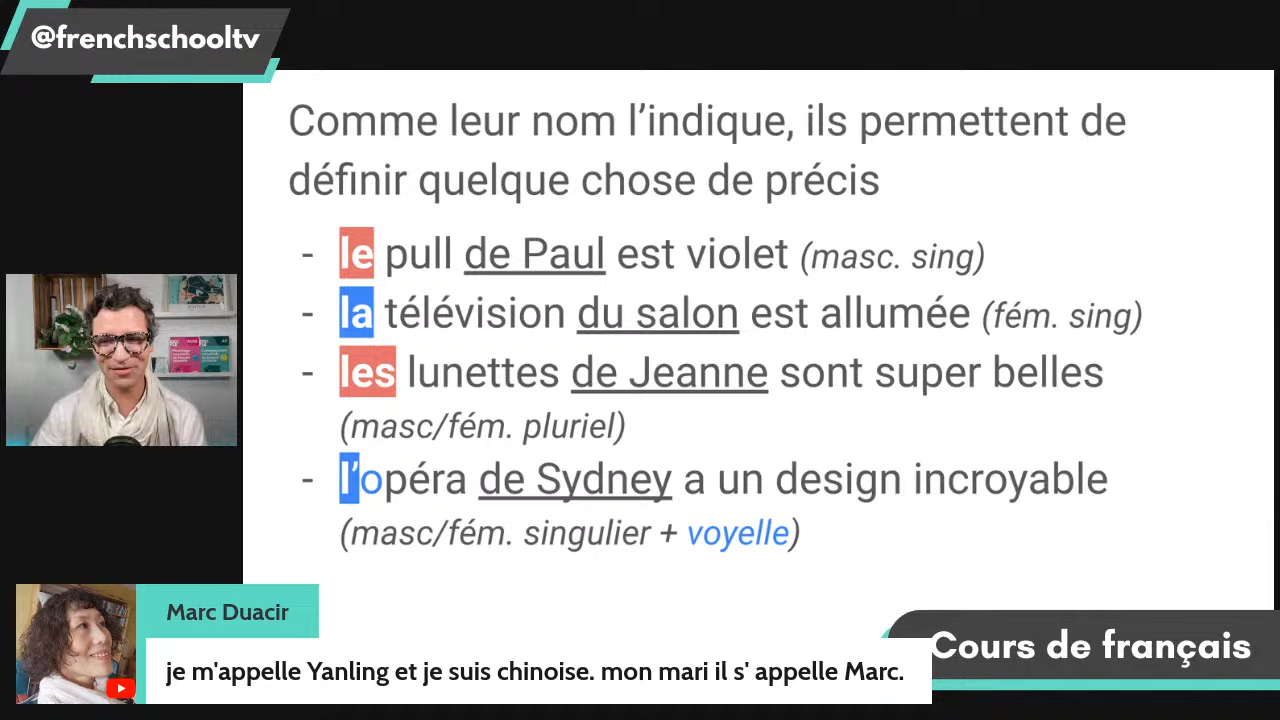 @frenchschooltv
Comme leur nom l’indique, ils permettent de
définir quelque chose de précis
- le pull de Paul est violet (masc. sing)
- la télévision du salon est allumée (fém. sing)
- les lunettes de Jeanne sont super belles
(masc/fém. pluriel)
- l’opéra de Sydney a un design incroyable
(masc/fém. singulier + voyelle)
Marc Duacir
je m'appelle Yanling et je suis chinoise. mon mari il s' appelle Marc.
Cours de français